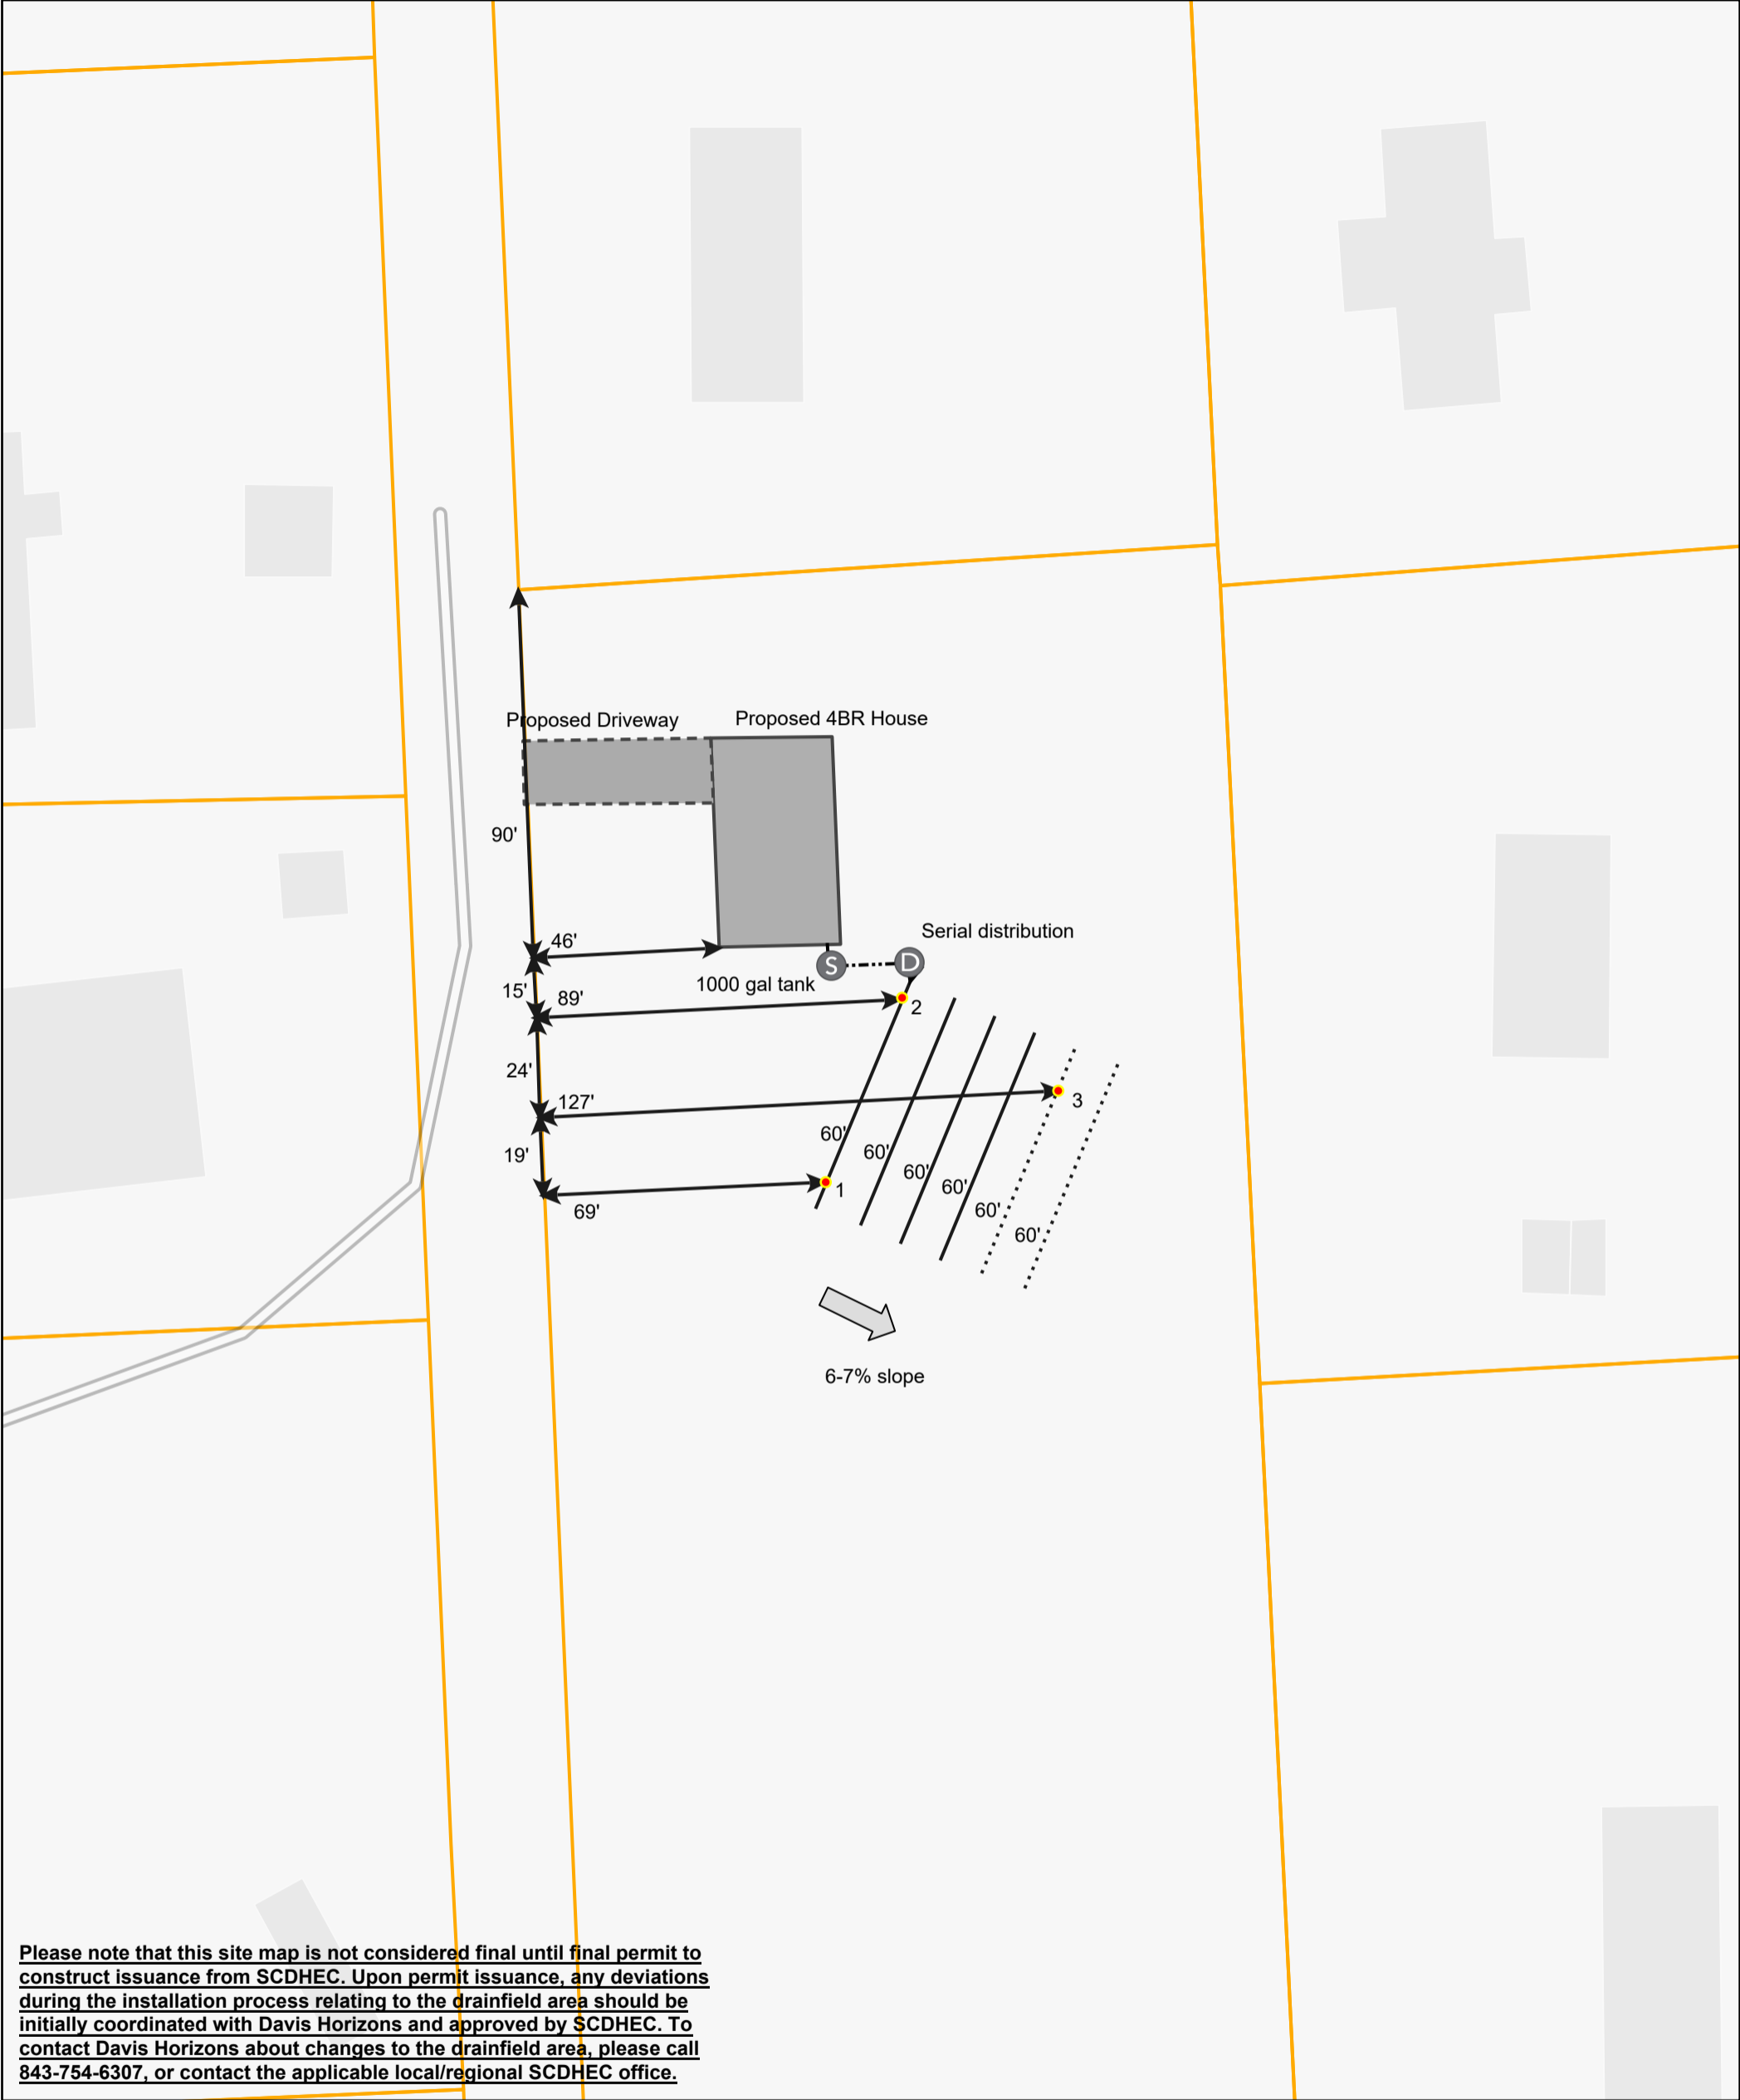 Proposed Driveway
Proposed 4BR House
90'
46'
Serial distribution
S
D
1000 gal tank
15'
89'
2
24'
127'
3
60'
60'
60'
60'
60'
60'
19'
1
69'
6-7% slope
Please note that this site map is not considered final until final permit to
construct issuance from SCDHEC. Upon permit issuance, any deviations
during the installation process relating to the drainfield area should be
initially coordinated with Davis Horizons and approved by SCDHEC. To
contact Davis Horizons about changes to the drainfield area, please call
843-754-6307, or contact the applicable local/regional SCDHEC office.